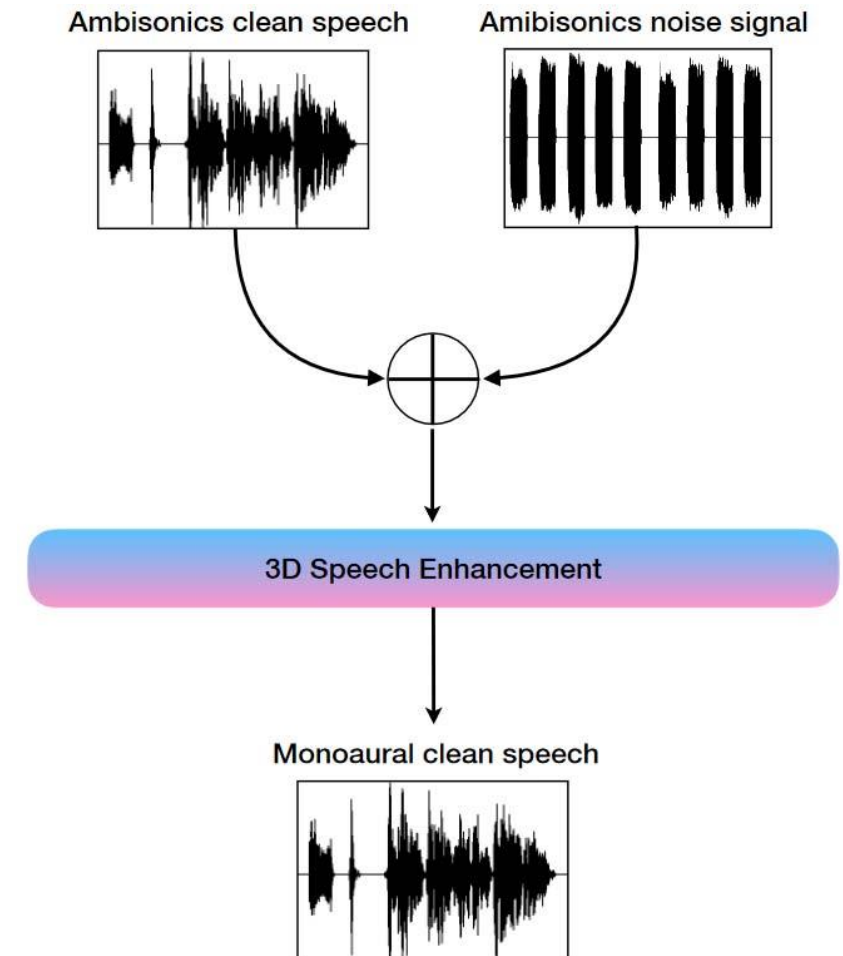 Ambisonics clean speech
Amibisonics noise signal
3D Speech Enhancement
Monoaural clean speech